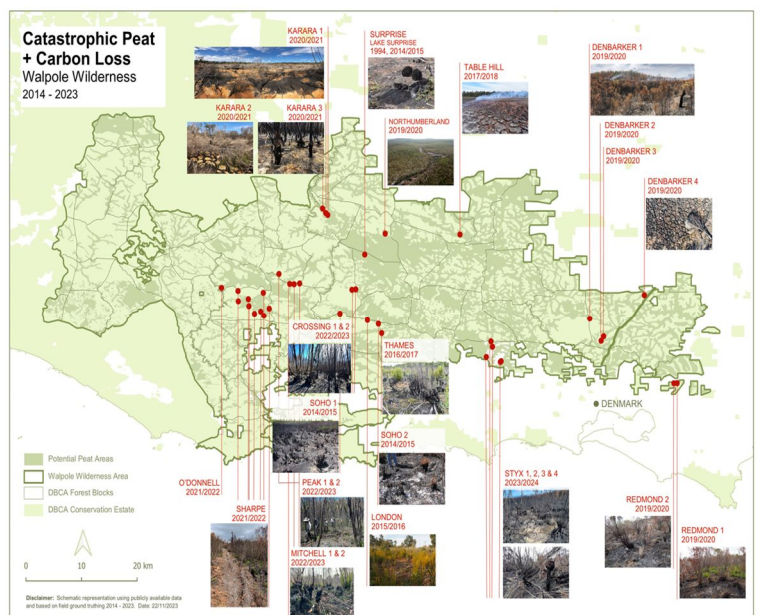 Catastrophic Peat
+ Carbon Loss
Walpole Wilderness
2014 - 2023
KARARA 1
2020/2021
KARARA 2
2020/2021
KARARA 3
2020/2021
SURPRISE
LAKE SURPRISE
1994, 2014/2015
NORTHUMBERLAND
2019/2020
TABLE HILL
2017/2018
DENBARKER 1
2019/2020
DENBARKER 2
2019/2020
DENBARKER 3
2019/2020
DENBARKER 4
2019/2020
CROSSING 1 & 2
2022/2023
THAMES
2016/2017
SOHO 1
2014/2015
SOHO 2
2014/2015
DENMARK
Potential Peat Areas
Walpole Wilderness Area
DBCA Forest Blocks
DBCA Conservation Estate
O'DONNELL
2021/2022
SHARPE
2021/2022
PEAK 1 & 2
2022/2023
MITCHELL 1 & 2
2022/2023
LONDON
2015/2016
STYX 1, 2, 3 & 4
2023/2024
REDMOND 2
2019/2020
REDMOND 1
2019/2020
0 10 20 km
Disclaimer: Schematic representation using publicly available data
and based on field ground truthing 2014 - 2023. Date: 22/11/2023